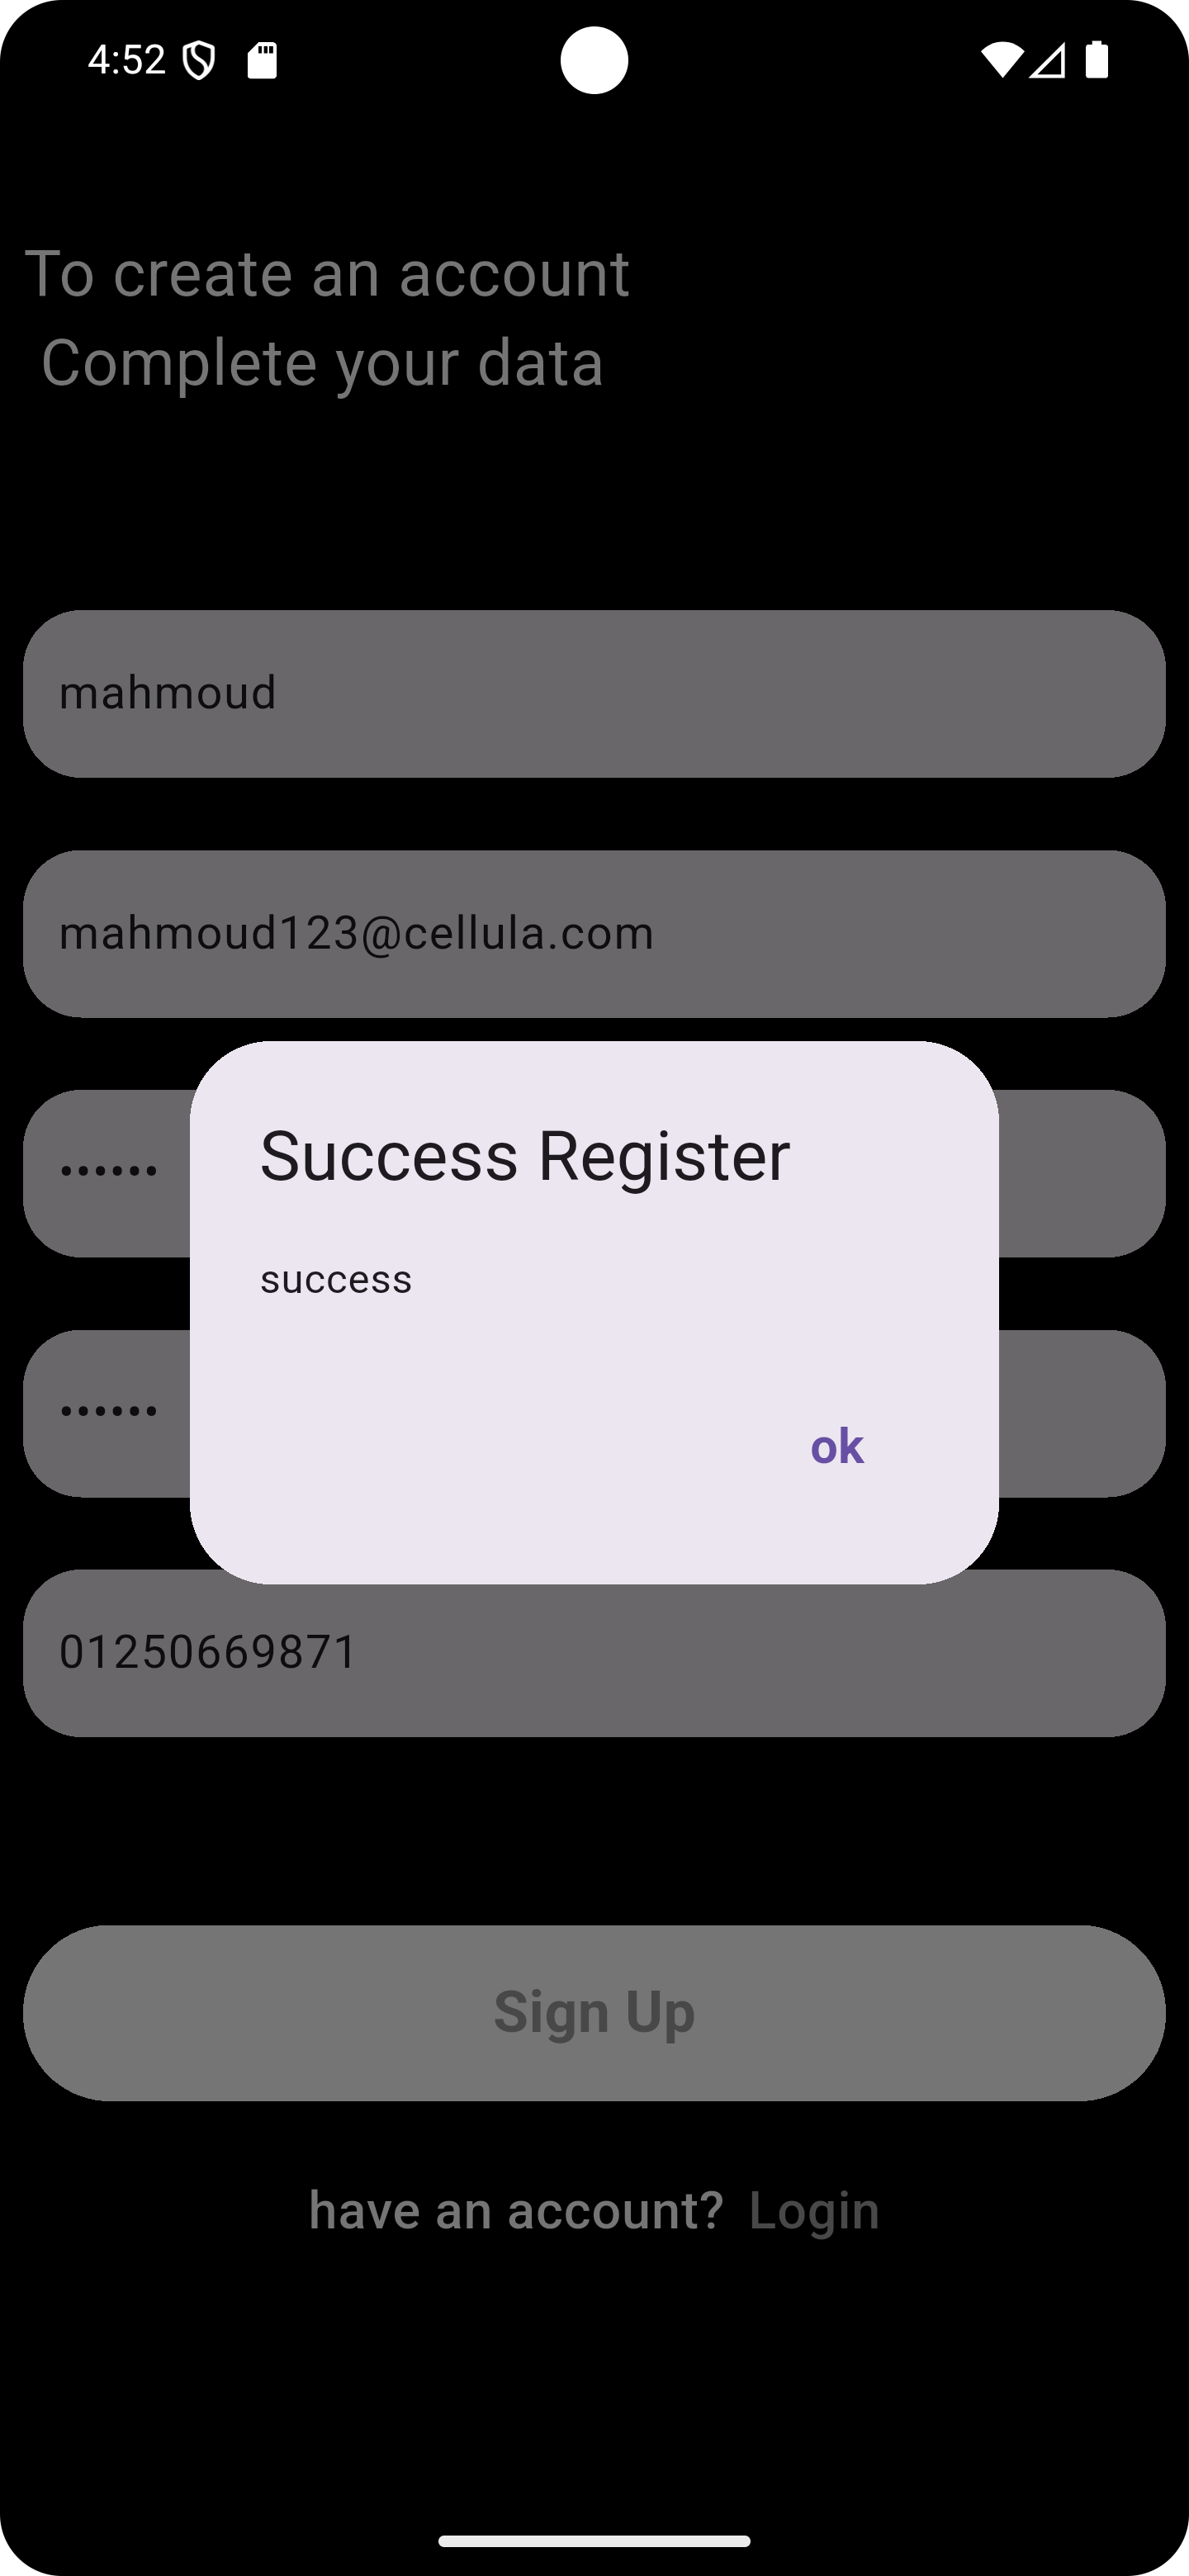 4:52
To create an account
Complete your data
mahmoud
mahmoud123@cellula.com
••••••
Success Register
success
••••••
ok
01250669871
Sign Up
have an account? Login